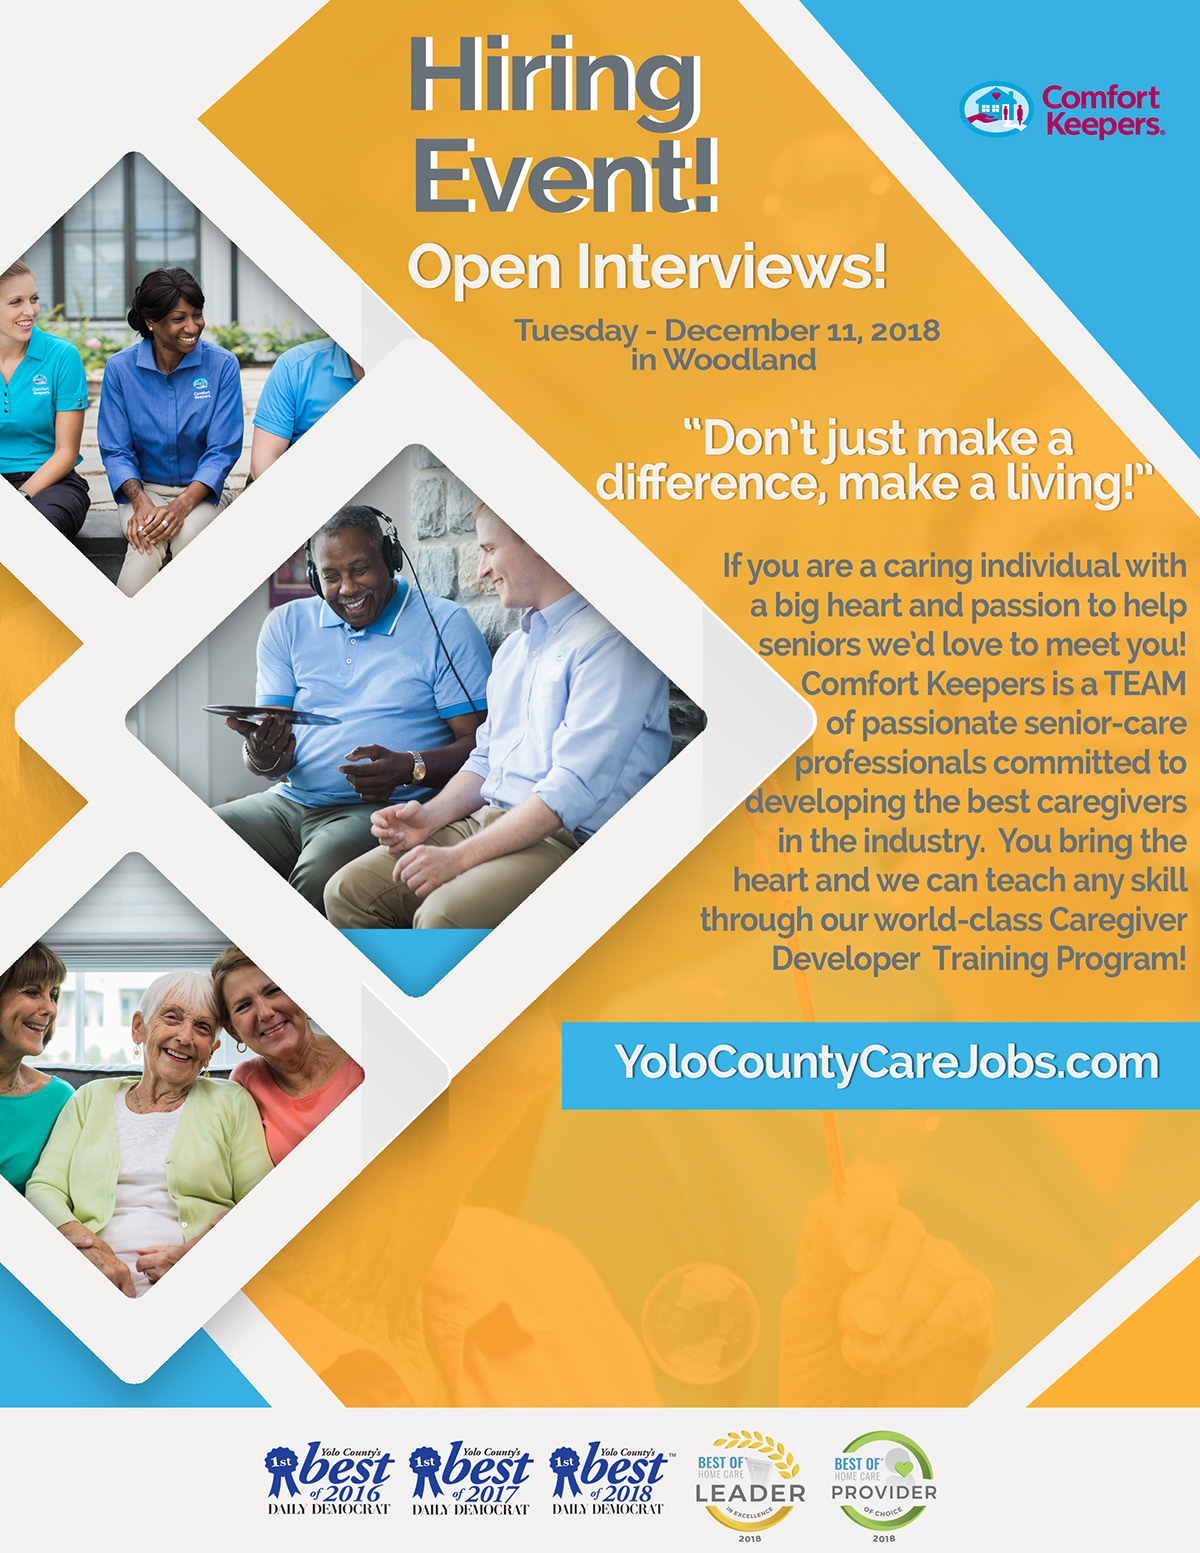 Hiring
Event!
Comfort
Keepers®
Open Interviews!
Tuesday - December 11, 2018
in Woodland
"Don't just make a
difference, make a living!"
If you are a caring individual with
a big heart and passion to help
seniors we'd love to meet you!
Comfort Keepers is a TEAM
of passionate senior-care
professionals committed to
developing the best caregivers
in the industry. You bring the
heart and we can teach any skill
through our world-class Caregiver
Developer Training Program!
YoloCountyCareJobs.com
Comfort
Keepers
Comfort
Keepers
1st
Yolo County's
best
of 2016
DAILY DEMOCRAT
1st
Yolo County's
best
of 2017
DAILY DEMOCRAT
1st
Yolo County's
best ™
of 2018
DAILY DEMOCRAT
BEST OF
HOME CARE
LEADER
IN EXCELLENCE
2018
BEST OF
HOME CARE
PROVIDER
OF CHOICE
2018